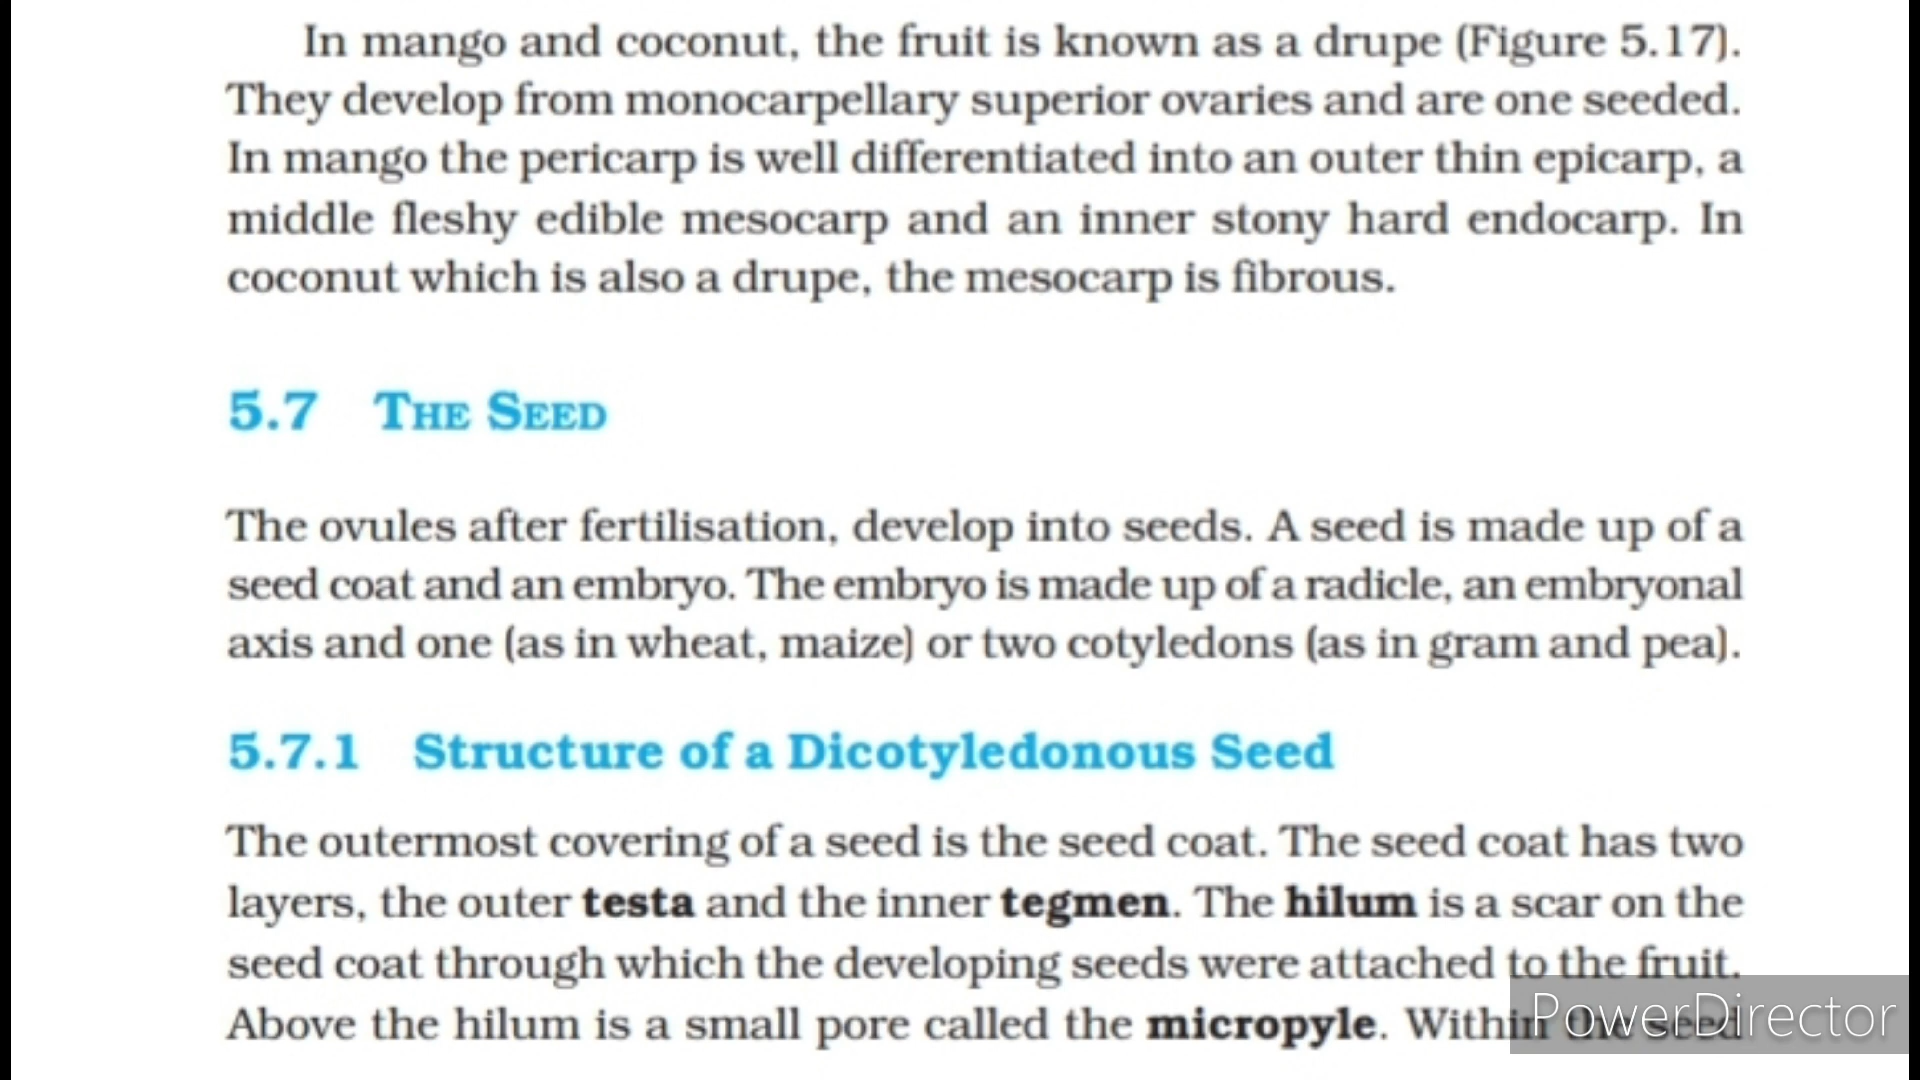 In mango and coconut, the fruit is known as a drupe (Figure 5.17).
They develop from monocarpellary superior ovaries and are one seeded.
In mango the pericarp is well differentiated into an outer thin epicarp, a
middle fleshy edible mesocarp and an inner stony hard endocarp. In
coconut which is also a drupe, the mesocarp is fibrous.
5.7 THE SEED
The ovules after fertilisation, develop into seeds. A seed is made up of a
seed coat and an embryo. The embryo is made up of a radicle, an embryonal
axis and one (as in wheat, maize) or two cotyledons (as in gram and pea).
5.7.1 Structure of a Dicotyledonous Seed
The outermost covering of a seed is the seed coat. The seed coat has two
layers, the outer testa and the inner tegmen. The hilum is a scar on the
seed coat through which the developing seeds were attached to the fruit.
Above the hilum is a small pore called the micropyle. Within the seed
PowerDirector